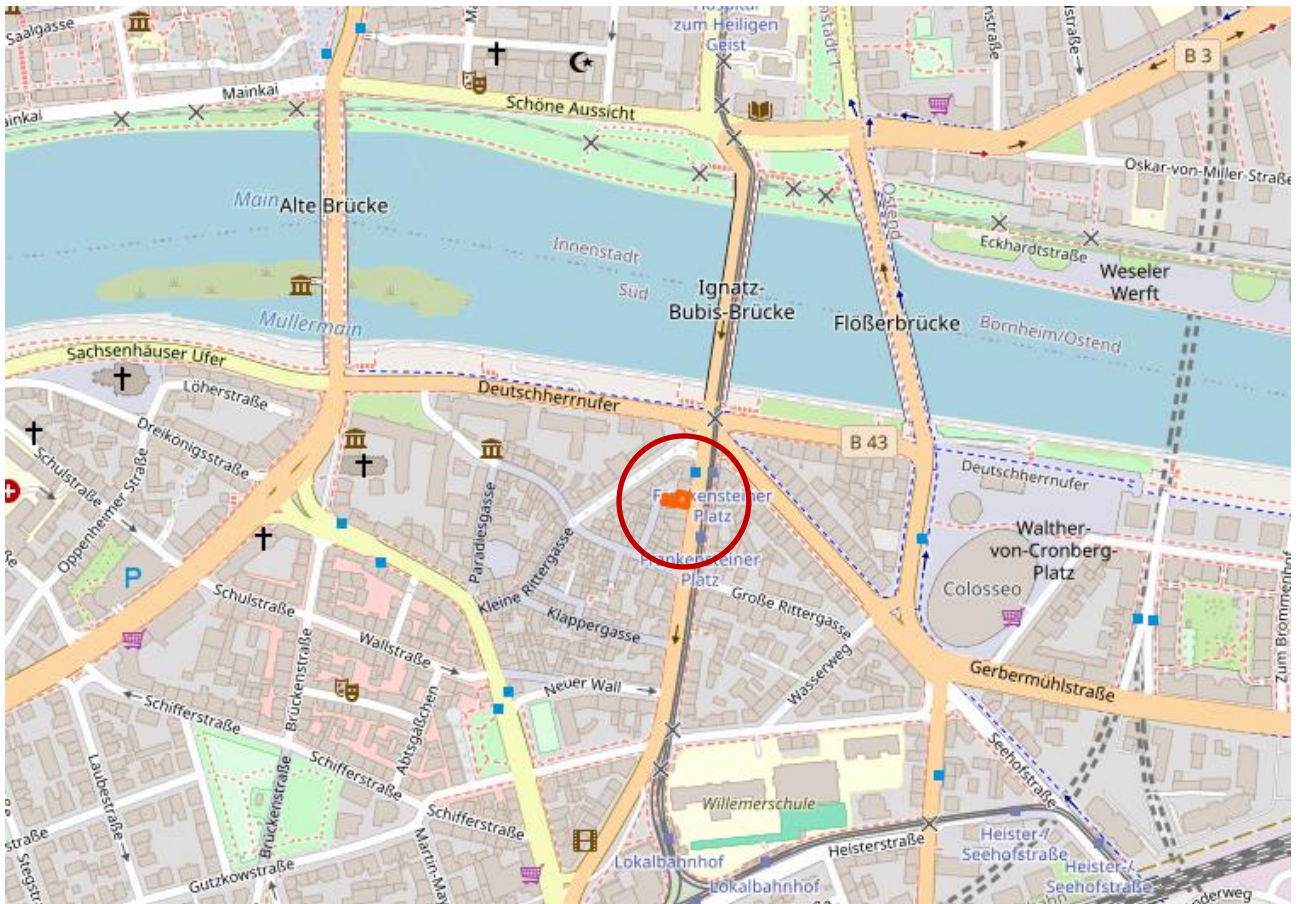 Saalgasse
Hospital
zum Heiligen
Geist
B 3
Mainkai
Schöne Aussicht
Oskar-von-Miller-Straße
Main
Alte Brücke
Ostend
Innenstadt
Süd
Eckhardtstraße
Weseler
Werft
Ignatz-
Bubis-Brücke
Flößerbrücke
Bornheim/Ostend
Müllermain
Sachsenhäuser Ufer
Löherstraße
Deutschherrnufer
B 43
Dreikönigsstraße
Schulstraße
Oppenheimer Straße
Paradiesgasse
Deutschherrnufer
Platz
Walther-
von-Cronberg-
Platz
Frankensteiner
Platz
Colosseo
P
Kleine Rittergasse
Große Rittergasse
Klappergasse
Schulstraße
Wallstraße
Wasserweg
Zum Brommenhof
Gerbermühlstraße
Neuer Wall
Brückenstraße
Abtsgäßchen
Schifferstraße
Seehofstraße
Laubestraße
Brückenstraße
Schifferstraße
Willemerschule
Schifferstraße
Heister-/
Seehofstraße
Heisterstraße
Lokalbahnhof
Heister-/
Seehofstraße
Lokalbahnhof
Gutzkowstraße